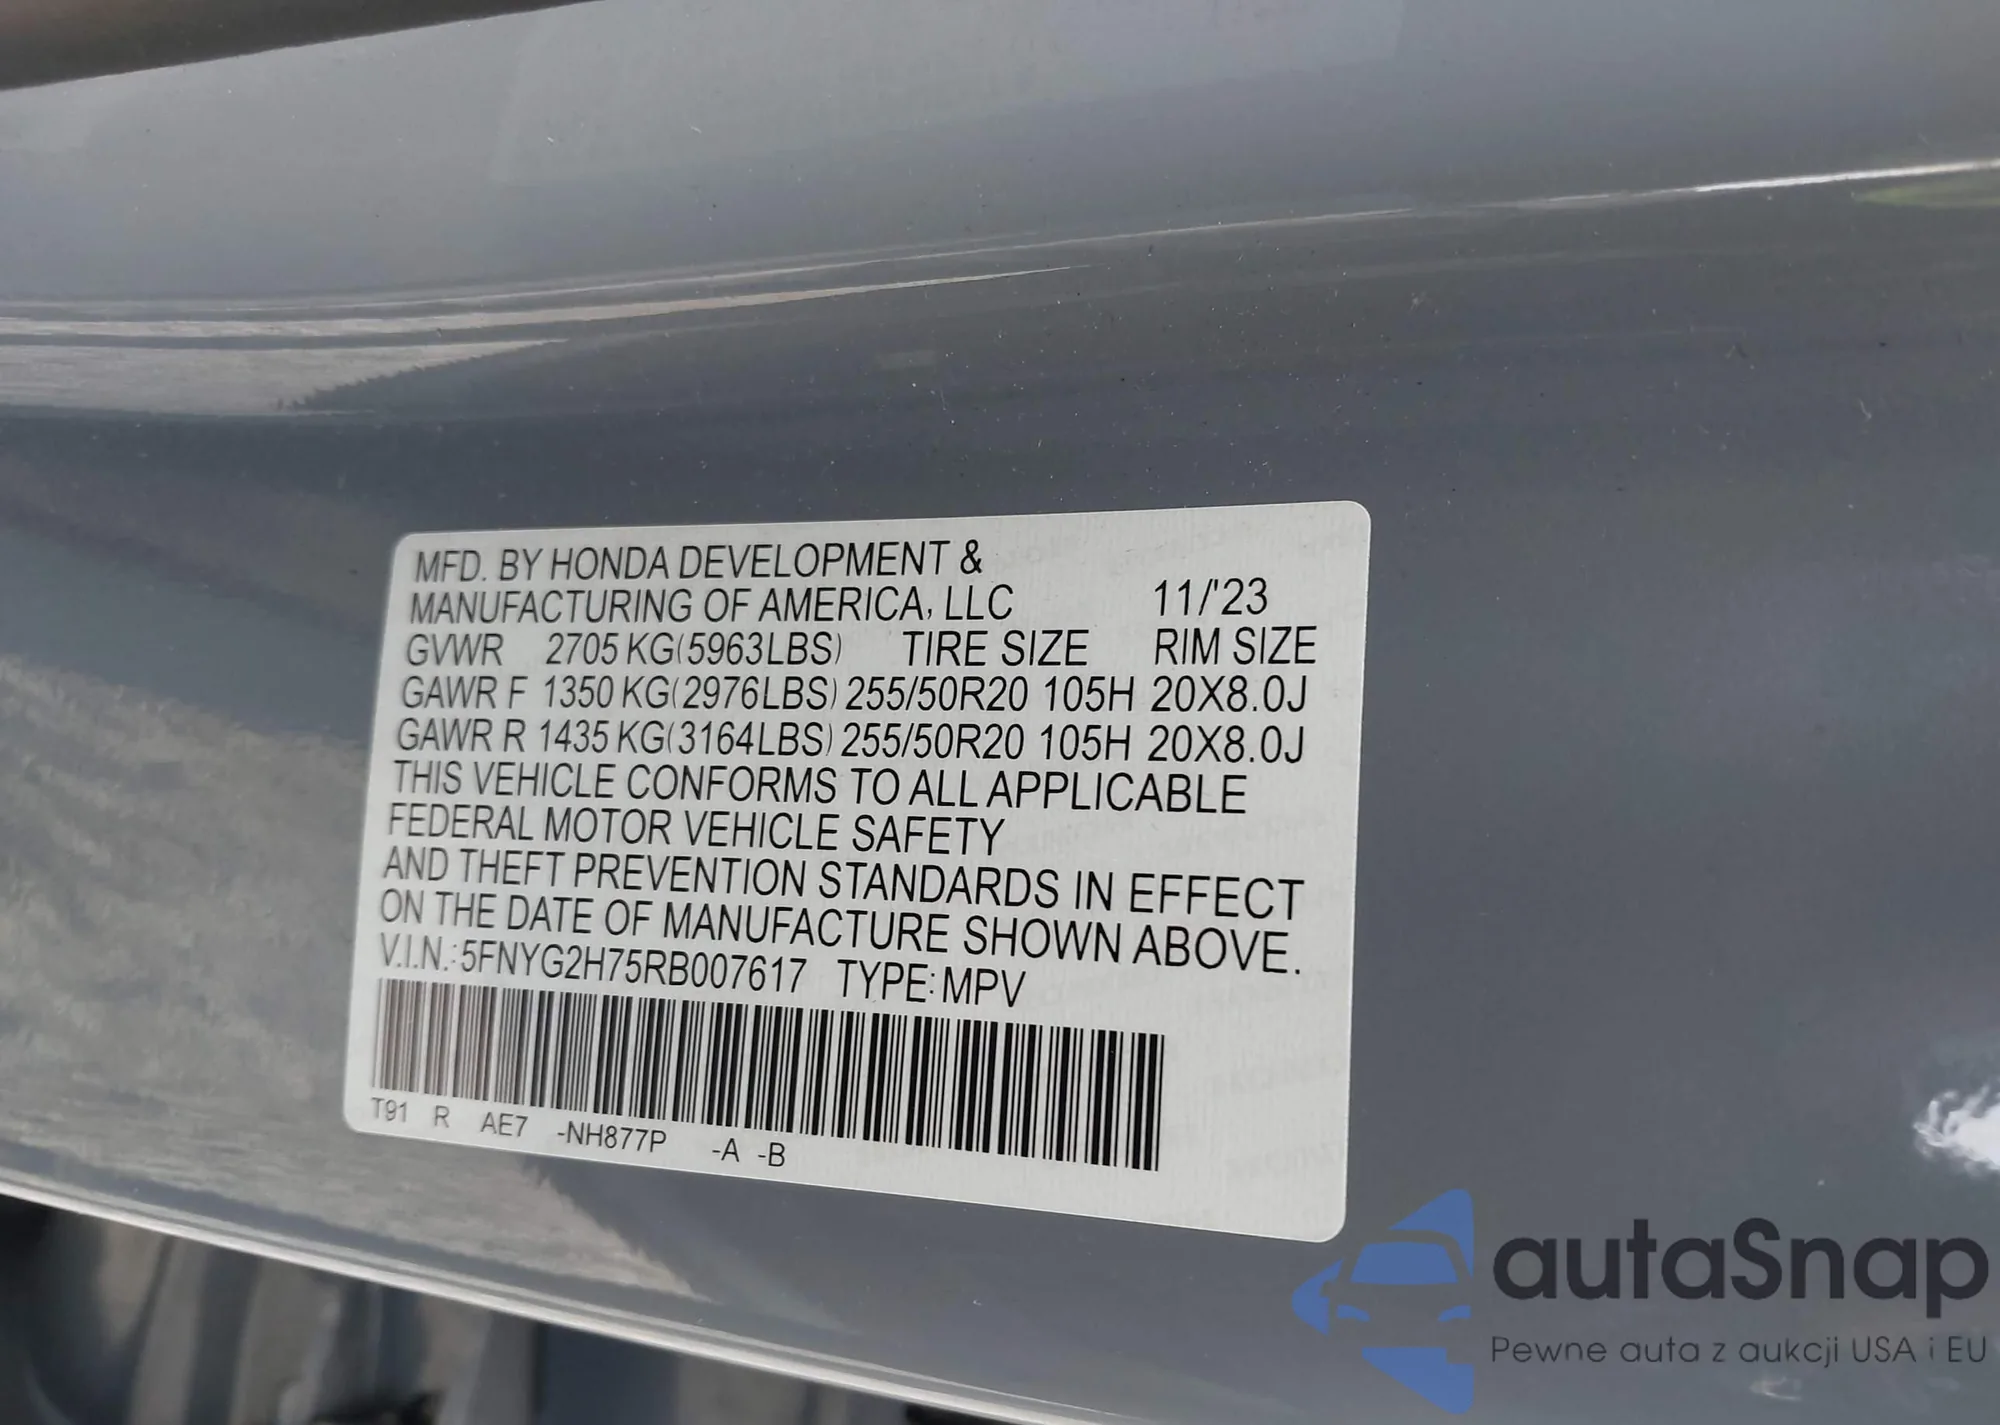 MFD. BY HONDA DEVELOPMENT &
MANUFACTURING OF AMERICA, LLC 11/'23
GVWR 2705 KG(5963LBS) TIRE SIZE RIM SIZE
GAWR F 1350 KG(2976LBS) 255/50R20 105H 20X8.0J
GAWR R 1435 KG(3164LBS) 255/50R20 105H 20X8.0J
THIS VEHICLE CONFORMS TO ALL APPLICABLE
FEDERAL MOTOR VEHICLE SAFETY
AND THEFT PREVENTION STANDARDS IN EFFECT
ON THE DATE OF MANUFACTURE SHOWN ABOVE.
V.I.N.:5FNYG2H75RB007617 TYPE:MPV
T91 R AE7 -NH877P -A -B
autaSnap
Pewne auta z aukcji USA i EU